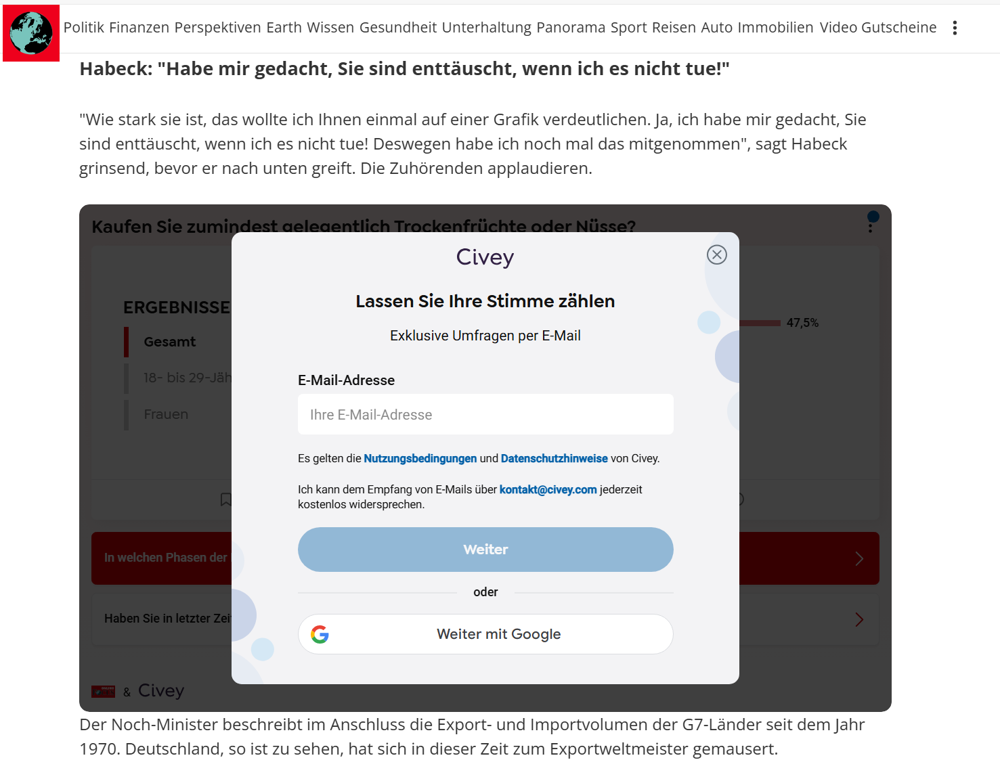 Politik Finanzen Perspektiven Earth Wissen Gesundheit Unterhaltung Panorama Sport Reisen Auto Immobilien Video Gutscheine
Habeck: "Habe mir gedacht, Sie sind enttäuscht, wenn ich es nicht tue!"
"Wie stark sie ist, das wollte ich Ihnen einmal auf einer Grafik verdeutlichen. Ja, ich habe mir gedacht, Sie
sind enttäuscht, wenn ich es nicht tue! Deswegen habe ich noch mal das mitgenommen", sagt Habeck
grinsend, bevor er nach unten greift. Die Zuhörenden applaudieren.
Kaufen Sie zumindest gelegentlich Trockenfrüchte oder Nüsse?
Civey
Lassen Sie Ihre Stimme zählen
Exklusive Umfragen per E-Mail
ERGEBNISSE
Gesamt
18- bis 29-Jäh
Frauen
47,5%
E-Mail-Adresse
Ihre E-Mail-Adresse
Es gelten die Nutzungsbedingungen und Datenschutzhinweise von Civey.
Ich kann dem Empfang von E-Mails über kontakt@civey.com jederzeit
kostenlos widersprechen.
Weiter
In welchen Phasen der
oder
Haben Sie in letzter Zeit
Weiter mit Google
& Civey
Der Noch-Minister beschreibt im Anschluss die Export- und Importvolumen der G7-Länder seit dem Jahr
1970. Deutschland, so ist zu sehen, hat sich in dieser Zeit zum Exportweltmeister gemausert.